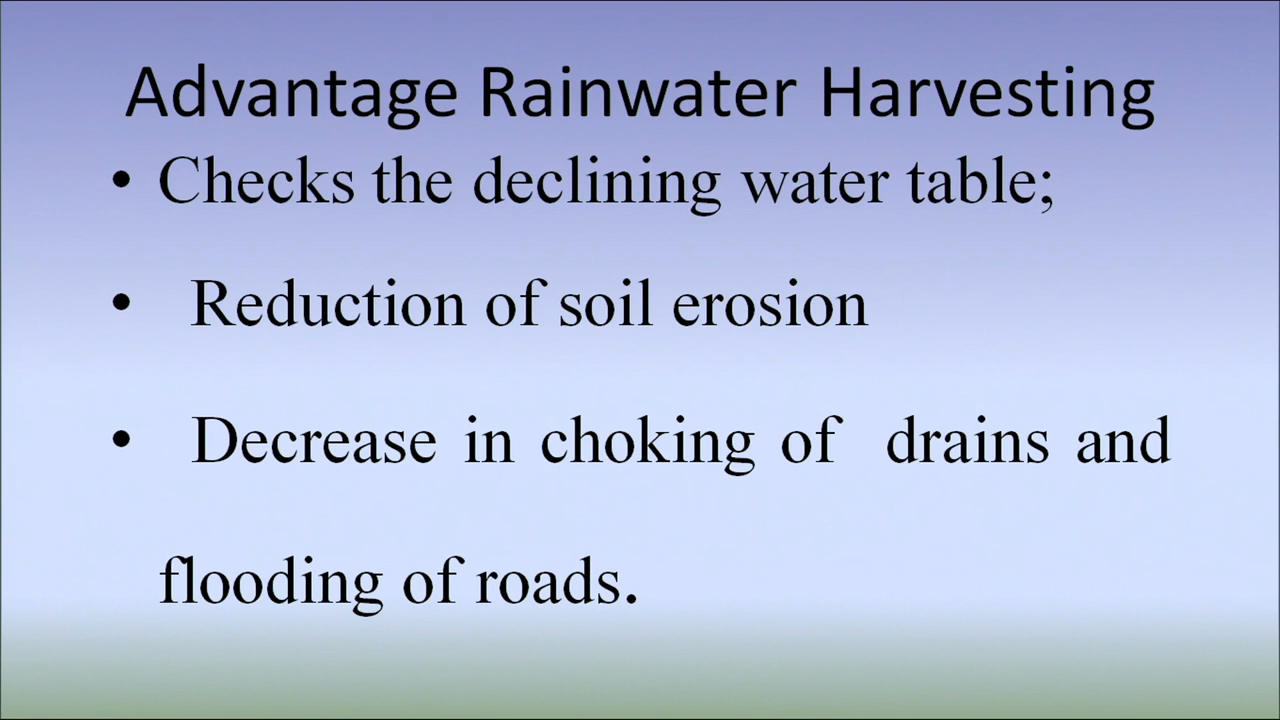 Advantage Rainwater Harvesting
• Checks the declining water table;
• Reduction of soil erosion
• Decrease in choking of drains and
flooding of roads.